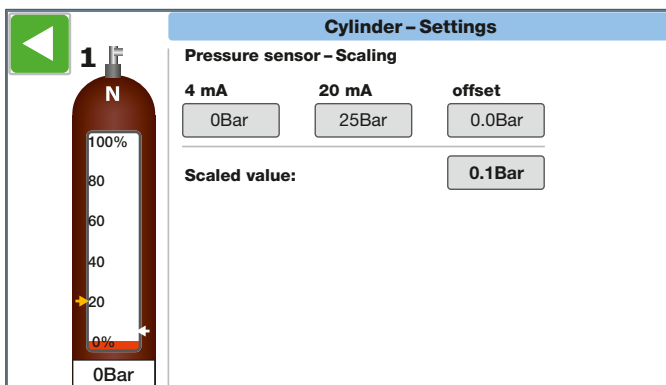 Cylinder – Settings
1
N
100%
80
60
40
20
0%
0Bar
Pressure sensor – Scaling
4 mA 20 mA offset
0Bar 25Bar 0.0Bar
Scaled value: 0.1Bar